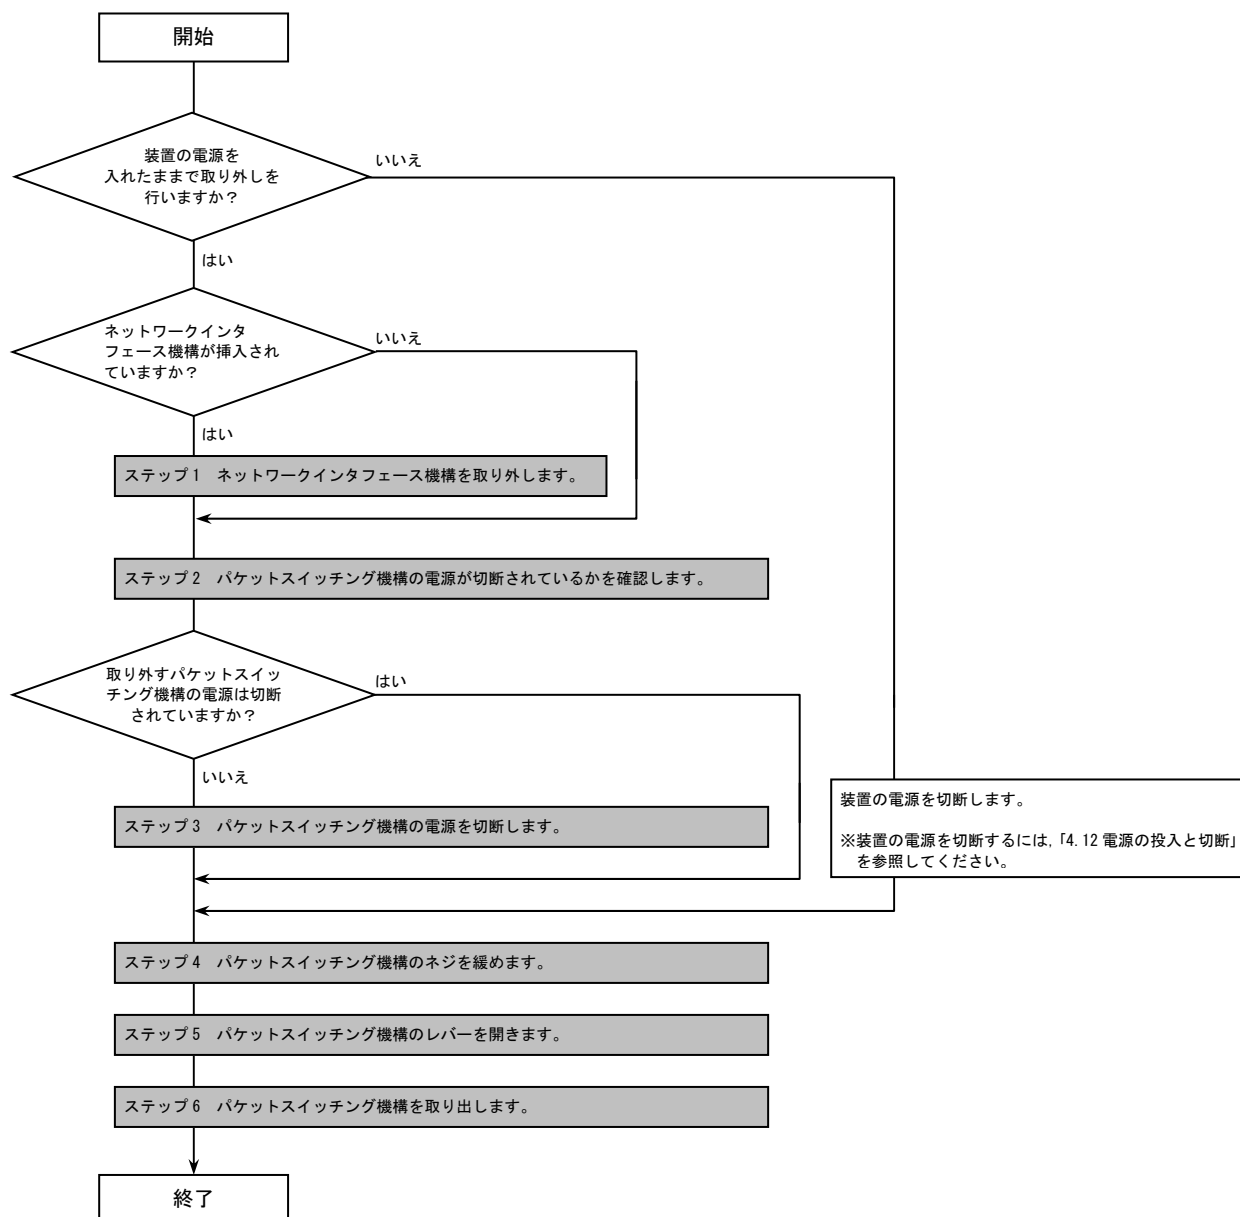 開始
装置の電源を
入れたままで取り外しを
行いますか？
いいえ
はい
ネットワークインタ
フェース機構が挿入され
ていますか？
いいえ
はい
ステップ1 ネットワークインタフェース機構を取り外します。
ステップ2 パケットスイッチング機構の電源が切断されているかを確認します。
取り外すパケットスイッ
チング機構の電源は切断
されていますか？
はい
いいえ
ステップ3 パケットスイッチング機構の電源を切断します。
装置の電源を切断します。
※装置の電源を切断するには,「4.12 電源の投入と切断」
を参照してください。
ステップ4 パケットスイッチング機構のネジを緩めます。
ステップ5 パケットスイッチング機構のレバーを開きます。
ステップ6 パケットスイッチング機構を取り出します。
終了